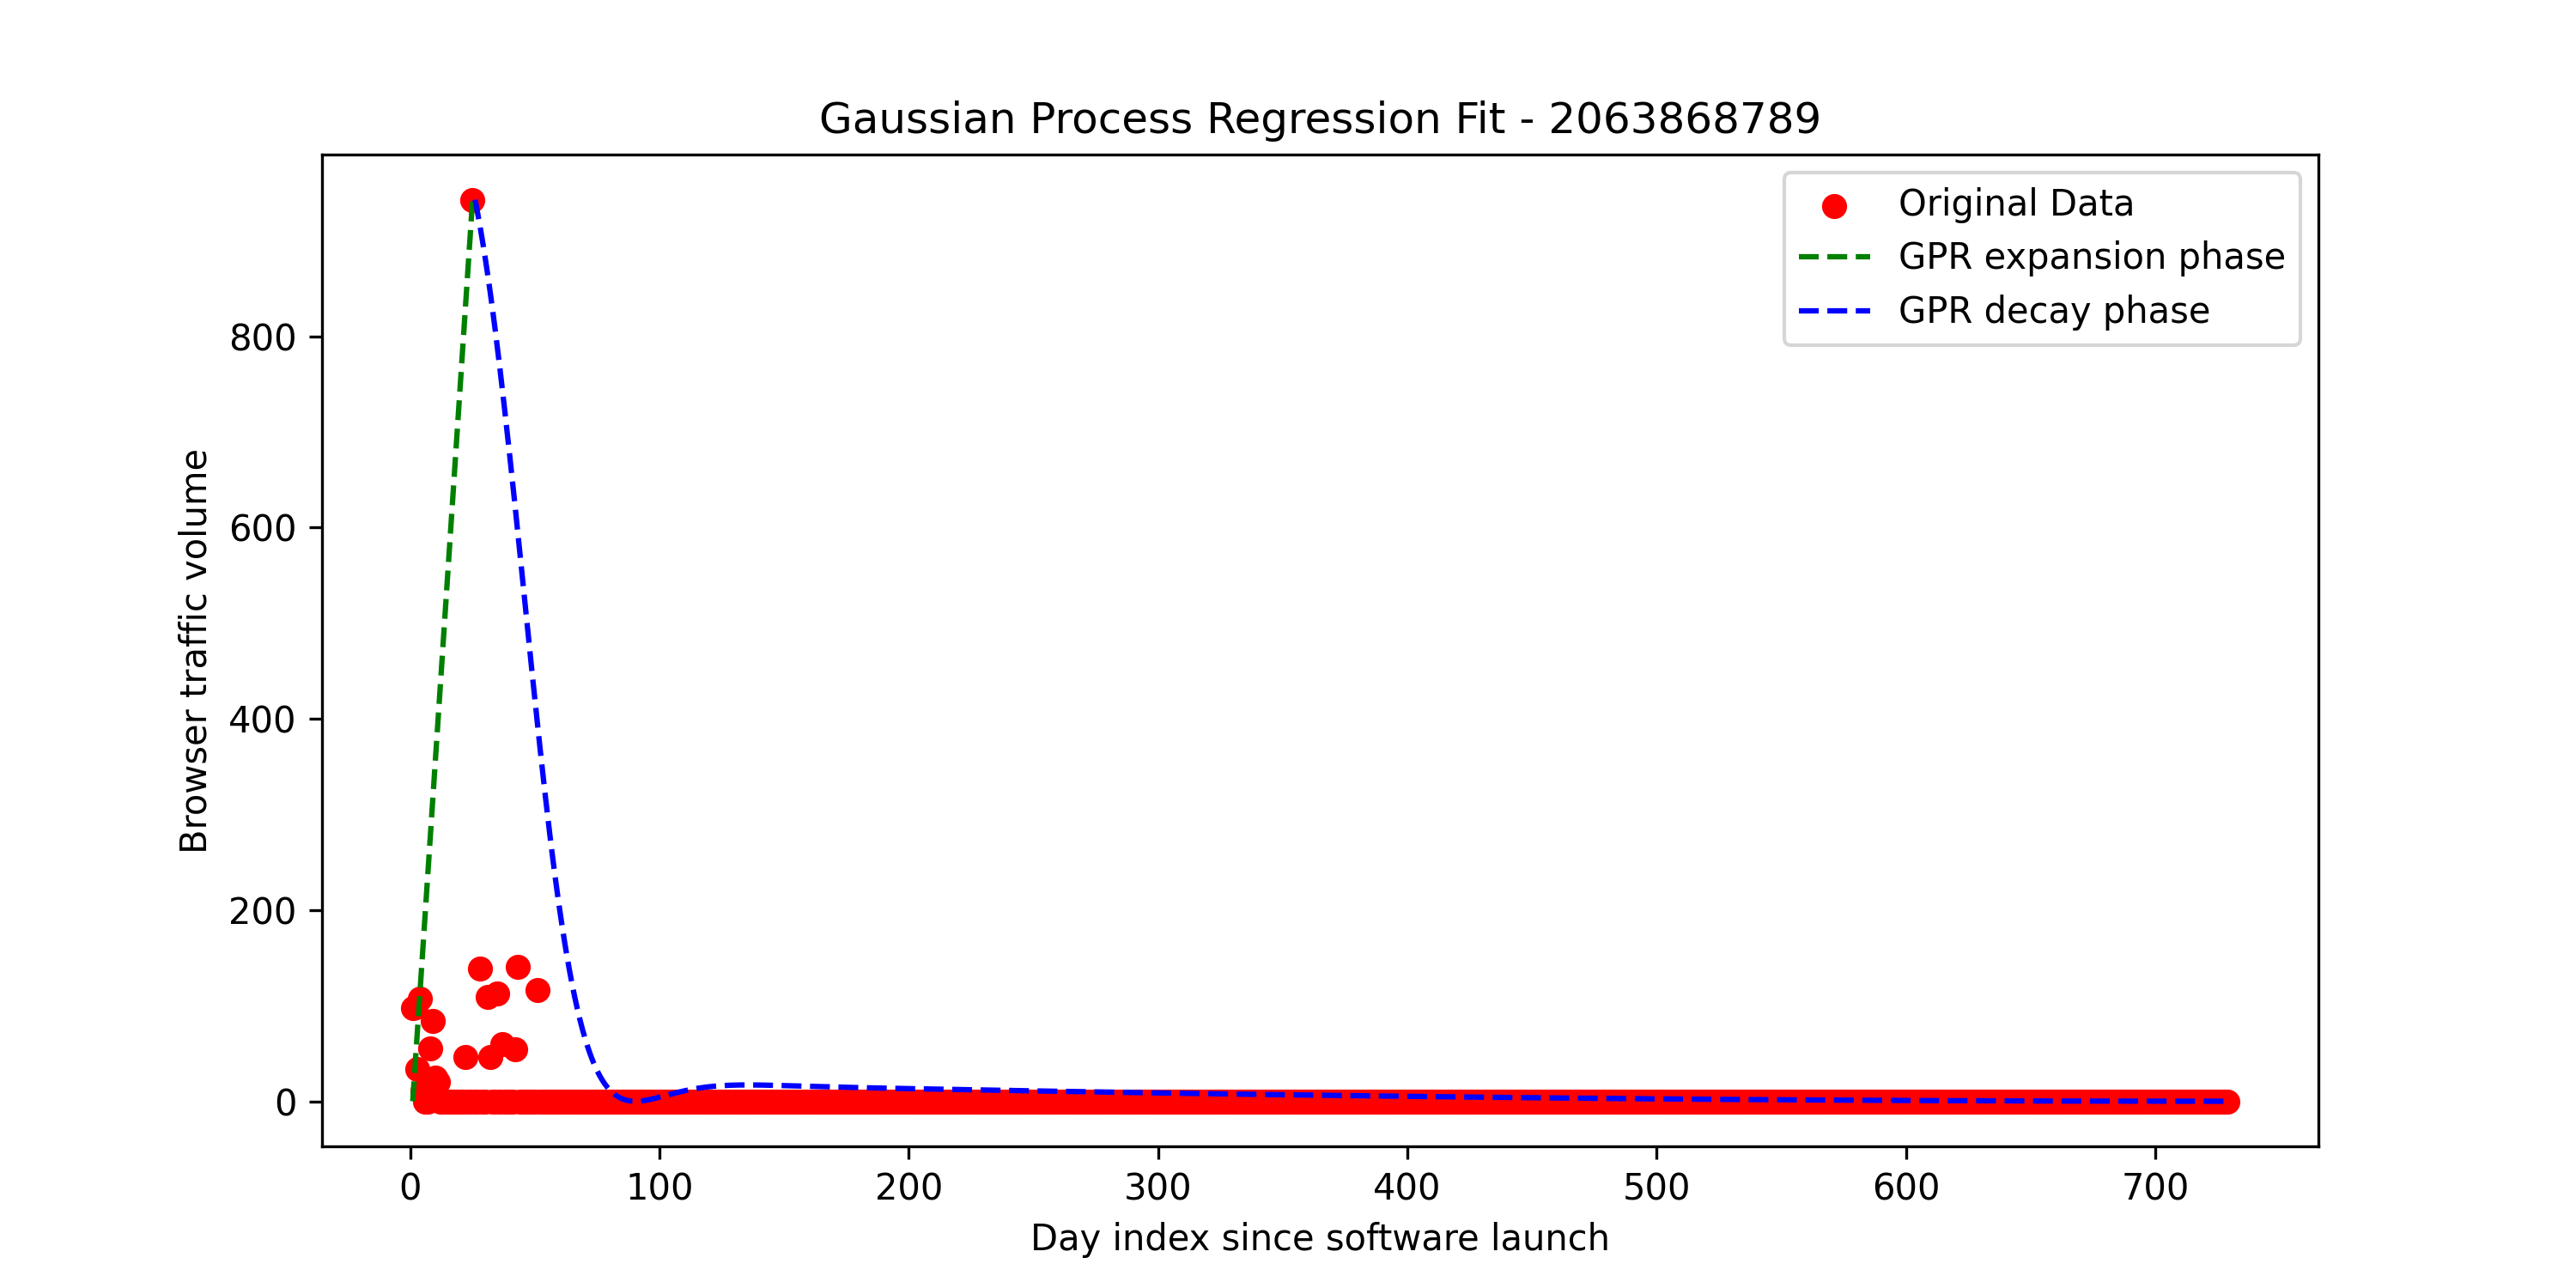 Gaussian Process Regression Fit - 2063868789
Original Data
GPR expansion phase
GPR decay phase
Browser traffic volume
800
600
400
200
0
0 100 200 300 400 500 600 700
Day index since software launch